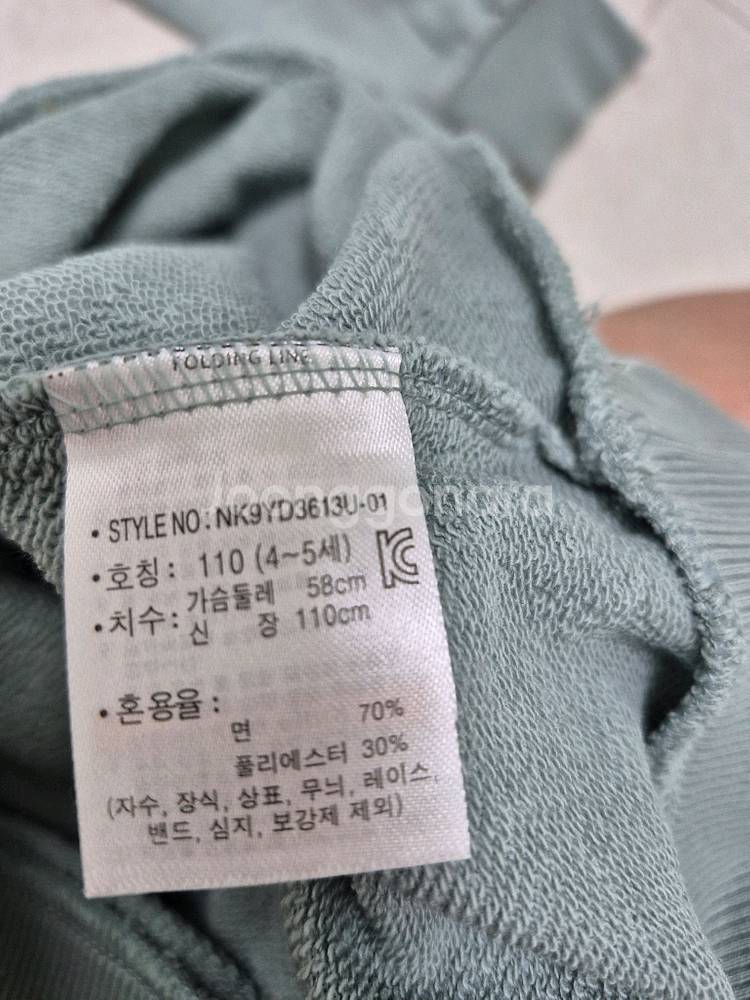 FOLDING LINE
joonggonara
• STYLE NO : NK9YD3613U-01
• 호칭 : 110 (4~5세)
• 치수 : 가슴둘레 58cm
신 장 110cm
• 혼용율 :
면 70%
폴리에스터 30%
(자수, 장식, 상표, 무늬, 레이스,
밴드, 심지, 보강제 제외)